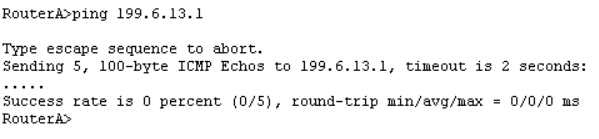 RouterA>ping 199.6.13.1
Type escape sequence to abort.
Sending 5, 100-byte ICMP Echos to 199.6.13.1, timeout is 2 seconds:
.....
Success rate is 0 percent (0/5), round-trip min/avg/max = 0/0/0 ms
RouterA>